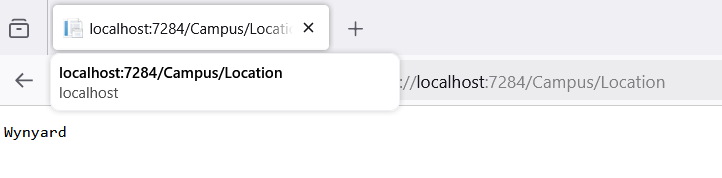 localhost:7284/Campus/Locatio
localhost:7284/Campus/Location
localhost
://localhost:7284/Campus/Location
Wynyard